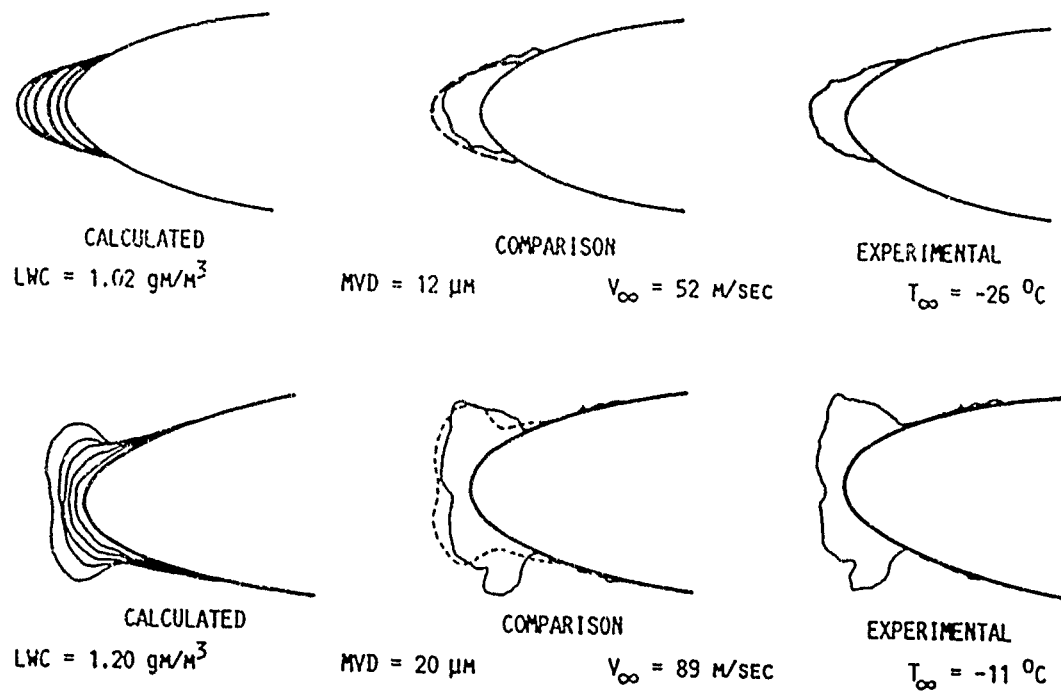 CALCULATED COMPARISON EXPERIMENTAL
LWC = 1.02 gM/M³ MVD = 12 μM V∞ = 52 M/SEC T∞ = -26 °C
CALCULATED COMPARISON EXPERIMENTAL
LWC = 1.20 gM/M³ MVD = 20 μM V∞ = 89 M/SEC T∞ = -11 °C